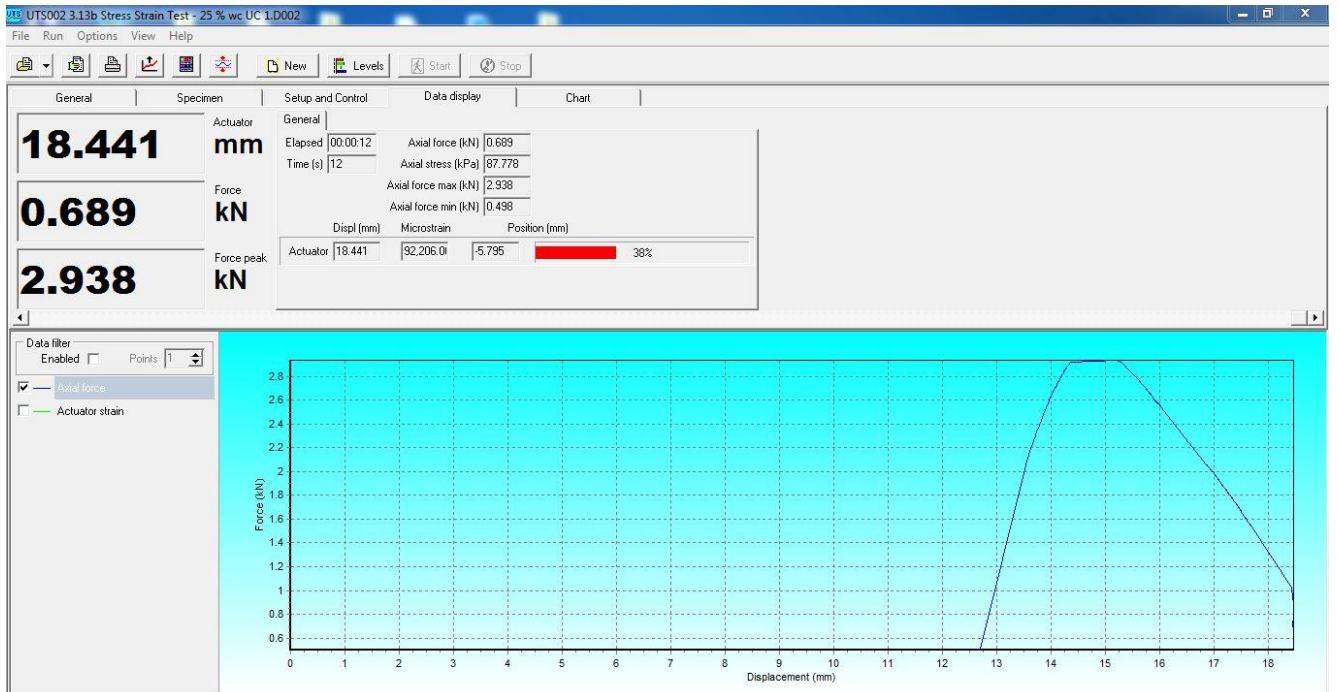 UTS002 3.13b Stress Strain Test - 25 % wc UC 1.D002
File Run Options View Help
New Levels Start Stop
General Specimen Setup and Control Data display Chart
18.441 Actuator mm
0.689 Force kN
2.938 Force peak kN
General
Elapsed 00:00:12 Axial force (kN) 0.689
Time (s) 12 Axial stress (kPa) 87.778
Axial force max (kN) 2.938
Axial force min (kN) 0.498
Displ (mm) Microstrain Position (mm)
Actuator 18.441 92,206.0 -5.795 38%
Data filter
Enabled Points 1
Axial force
Actuator strain
Force (kN)
2.8
2.6
2.4
2.2
2
1.8
1.6
1.4
1.2
1
0.8
0.6
0 1 2 3 4 5 6 7 8 9 10 11 12 13 14 15 16 17 18
Displacement (mm)